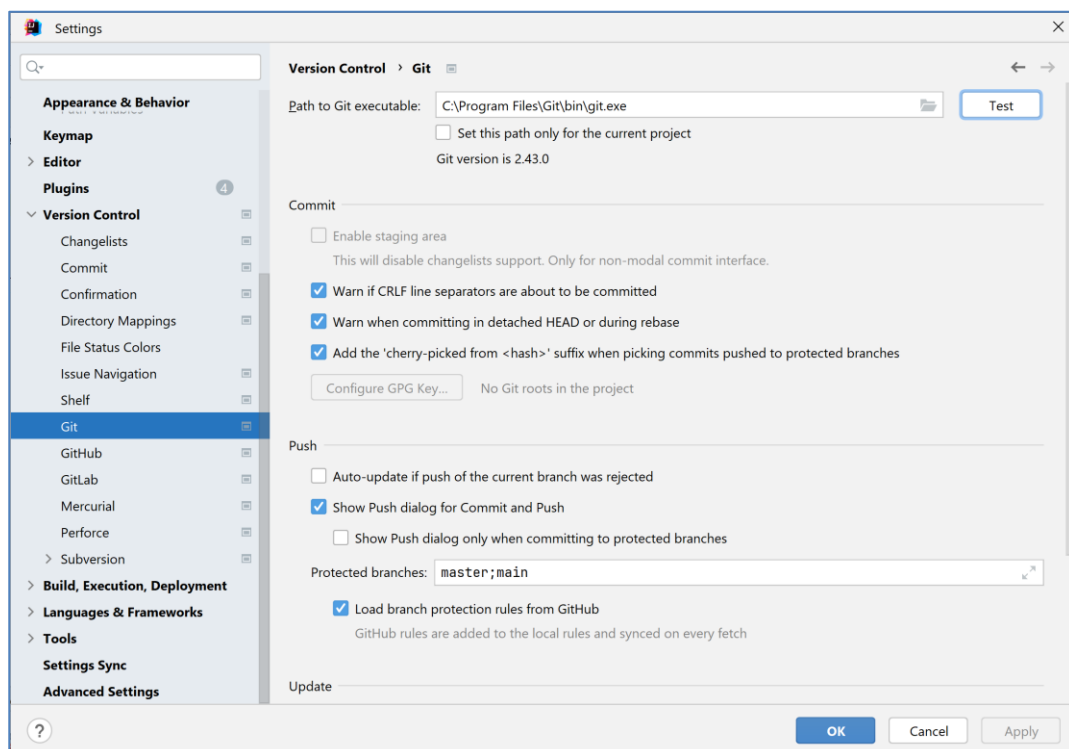 Settings
Appearance & Behavior
Path Variables
Keymap
Editor
Plugins
4
Version Control
Changelists
Commit
Confirmation
Directory Mappings
File Status Colors
Issue Navigation
Shelf
Git
GitHub
GitLab
Mercurial
Perforce
Subversion
Build, Execution, Deployment
Languages & Frameworks
Tools
Settings Sync
Advanced Settings
Version Control › Git
Path to Git executable: C:\Program Files\Git\bin\git.exe Test
Set this path only for the current project
Git version is 2.43.0
Commit
Enable staging area
This will disable changelists support. Only for non-modal commit interface.
Warn if CRLF line separators are about to be committed
Warn when committing in detached HEAD or during rebase
Add the 'cherry-picked from <hash>' suffix when picking commits pushed to protected branches
Configure GPG Key... No Git roots in the project
Push
Auto-update if push of the current branch was rejected
Show Push dialog for Commit and Push
Show Push dialog only when committing to protected branches
Protected branches: master;main
Load branch protection rules from GitHub
GitHub rules are added to the local rules and synced on every fetch
Update
? OK Cancel Apply